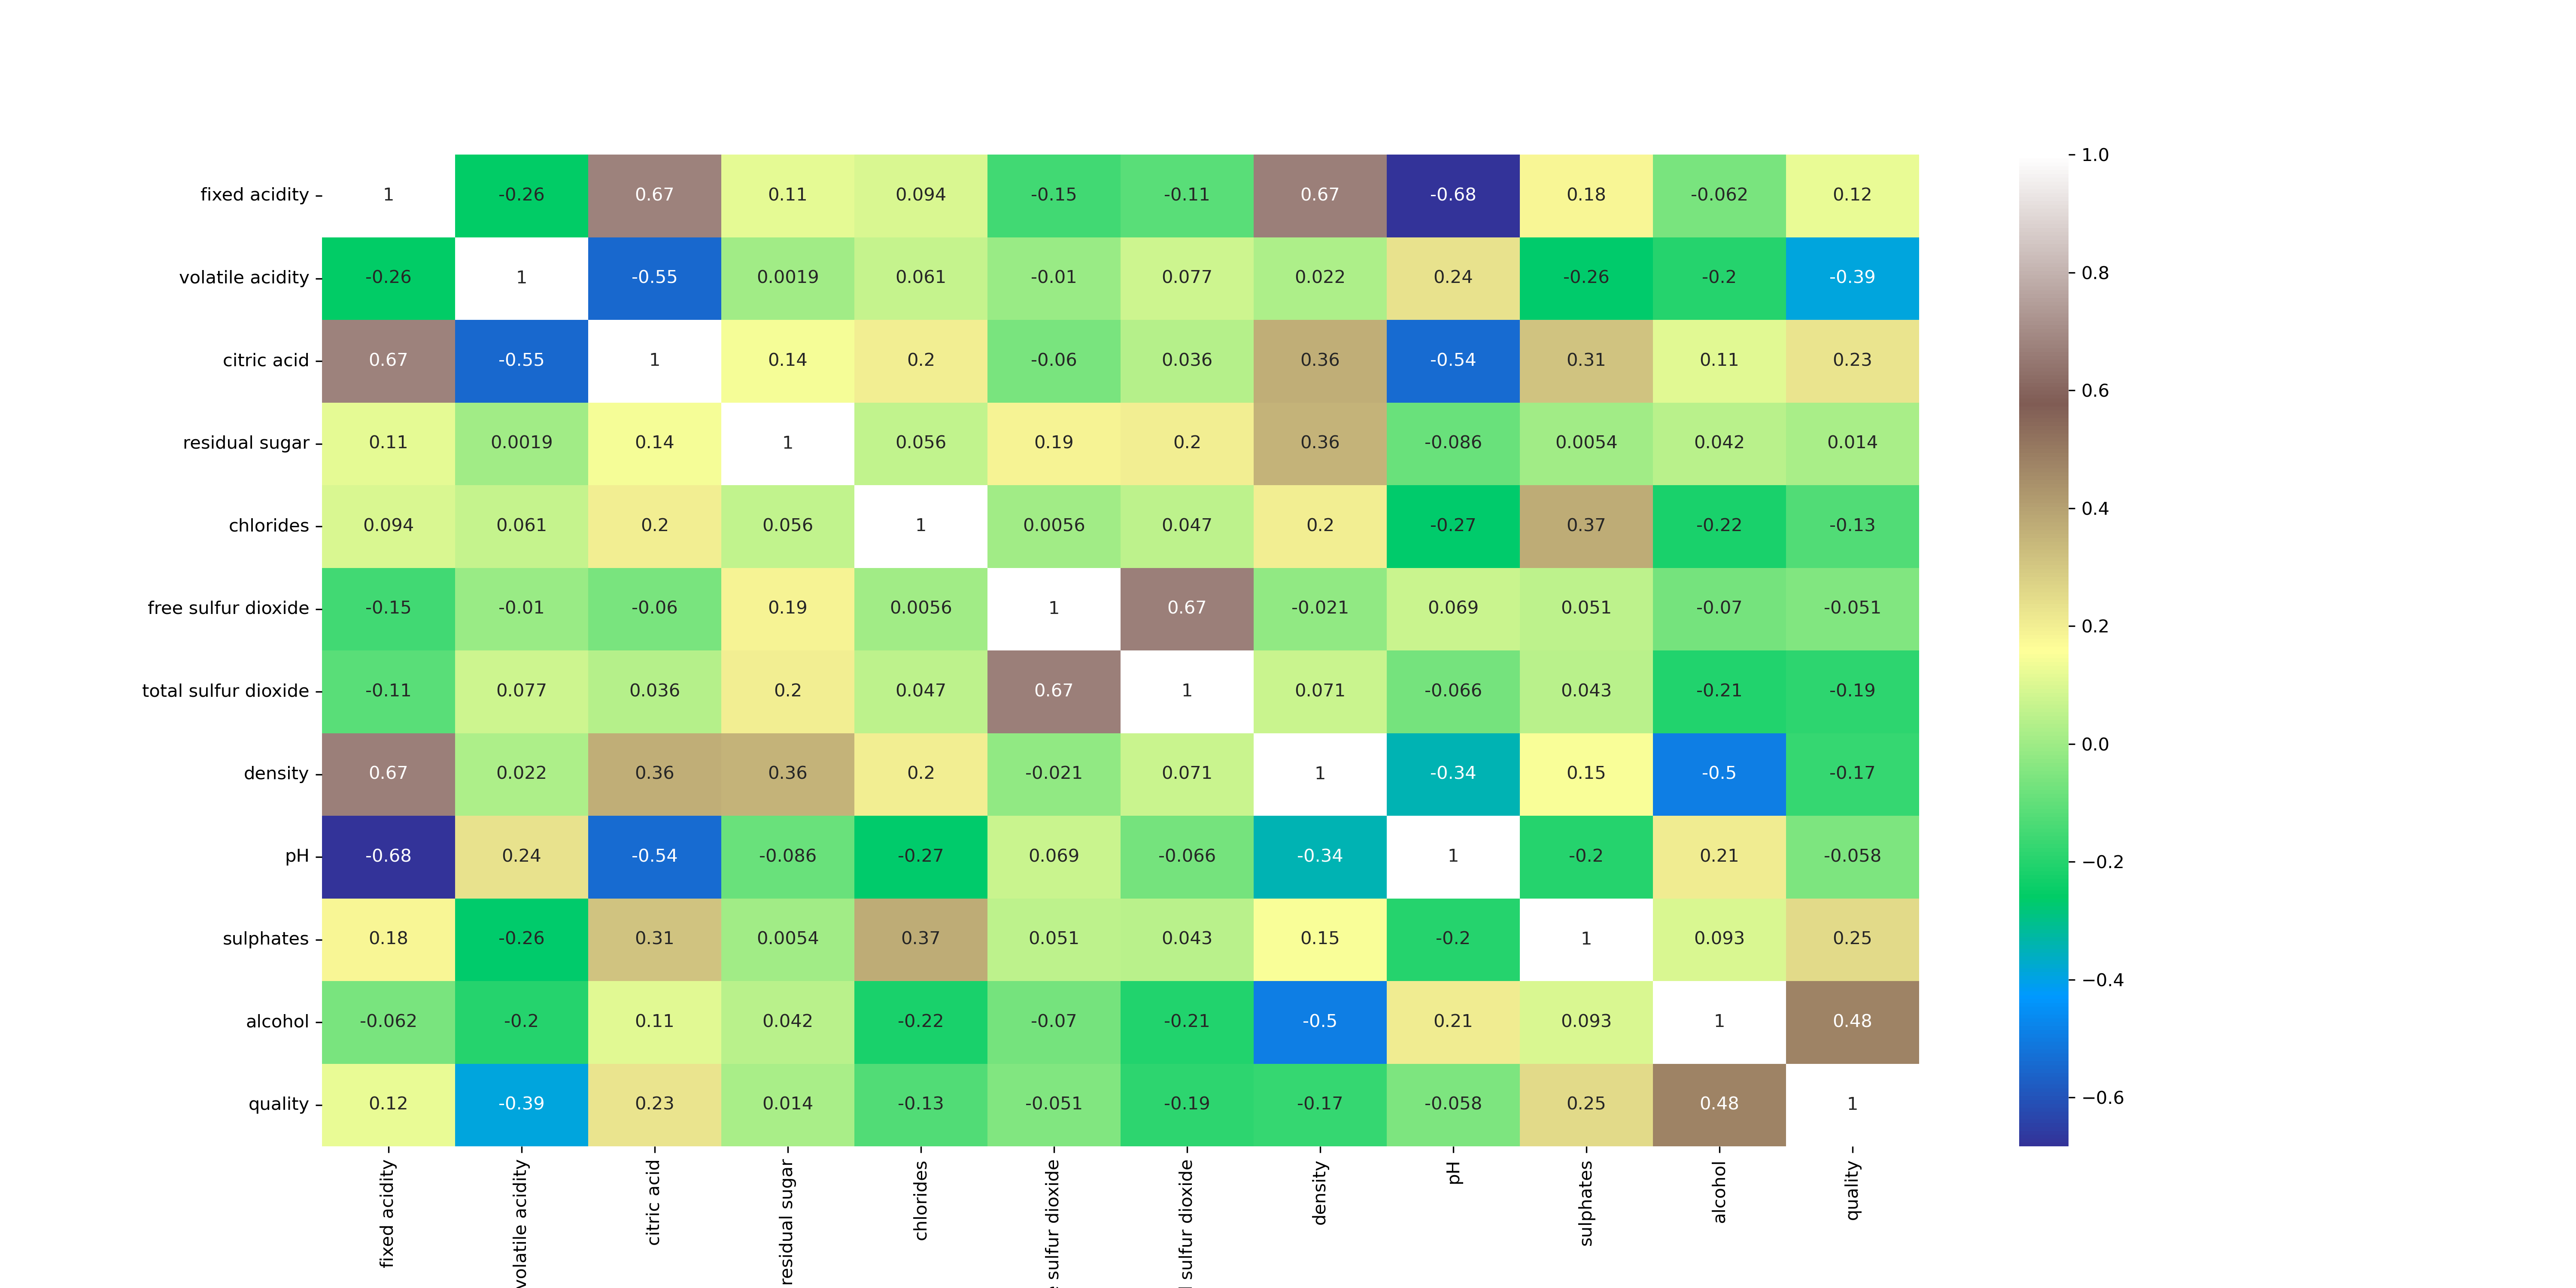 fixed acidity 1 -0.26 0.67 0.11 0.094 -0.15 -0.11 0.67 -0.68 0.18 -0.062 0.12
volatile acidity -0.26 1 -0.55 0.0019 0.061 -0.01 0.077 0.022 0.24 -0.26 -0.2 -0.39
citric acid 0.67 -0.55 1 0.14 0.2 -0.06 0.036 0.36 -0.54 0.31 0.11 0.23
residual sugar 0.11 0.0019 0.14 1 0.056 0.19 0.2 0.36 -0.086 0.0054 0.042 0.014
chlorides 0.094 0.061 0.2 0.056 1 0.0056 0.047 0.2 -0.27 0.37 -0.22 -0.13
free sulfur dioxide -0.15 -0.01 -0.06 0.19 0.0056 1 0.67 -0.021 0.069 0.051 -0.07 -0.051
total sulfur dioxide -0.11 0.077 0.036 0.2 0.047 0.67 1 0.071 -0.066 0.043 -0.21 -0.19
density 0.67 0.022 0.36 0.36 0.2 -0.021 0.071 1 -0.34 0.15 -0.5 -0.17
pH -0.68 0.24 -0.54 -0.086 -0.27 0.069 -0.066 -0.34 1 -0.2 0.21 -0.058
sulphates 0.18 -0.26 0.31 0.0054 0.37 0.051 0.043 0.15 -0.2 1 0.093 0.25
alcohol -0.062 -0.2 0.11 0.042 -0.22 -0.07 -0.21 -0.5 0.21 0.093 1 0.48
quality 0.12 -0.39 0.23 0.014 -0.13 -0.051 -0.19 -0.17 -0.058 0.25 0.48 1
fixed acidity
volatile acidity
citric acid
residual sugar
chlorides
sulfur dioxide
sulfur dioxide
density
pH
sulphates
alcohol
quality
1.0
0.8
0.6
0.4
0.2
0.0
−0.2
−0.4
−0.6